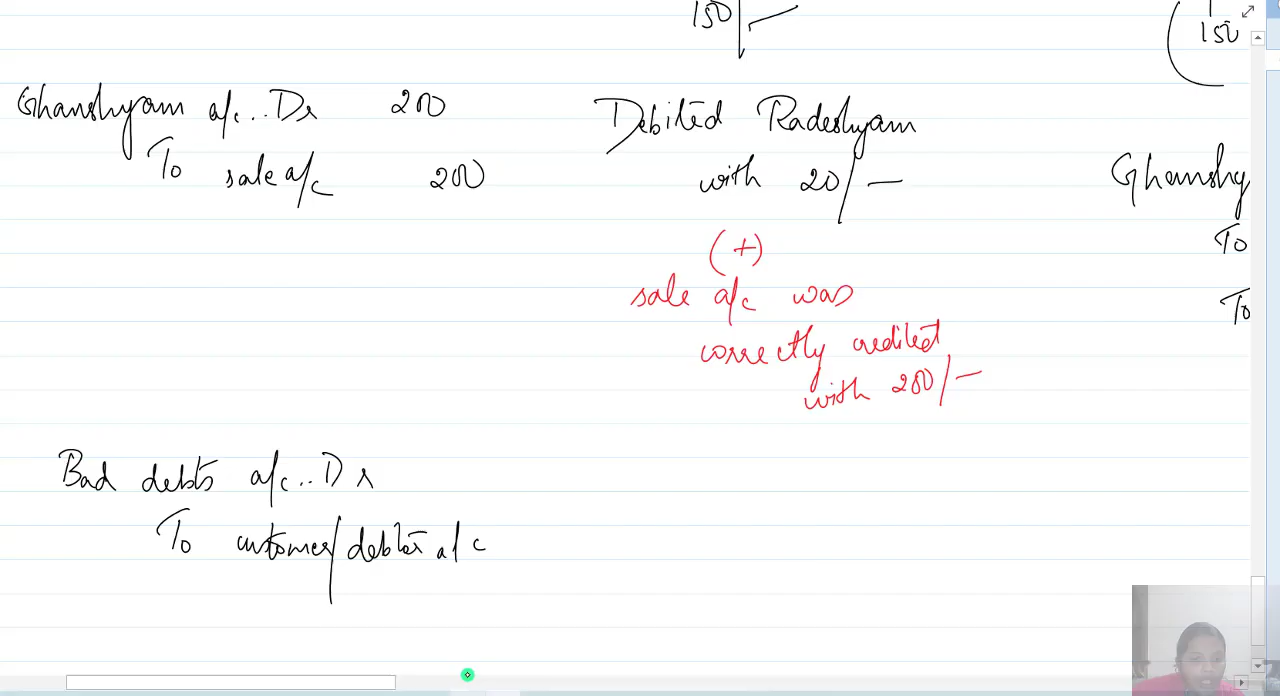 150/-
150
Ghanshyam a/c.. Dr 200
To sale a/c 200
Debited Radeshyam
with 20/-
(+)
sale a/c was
correctly credited
with 200/-
Ghanshy
To
To
Bad debts a/c.. Dr
To customer/debtor a/c